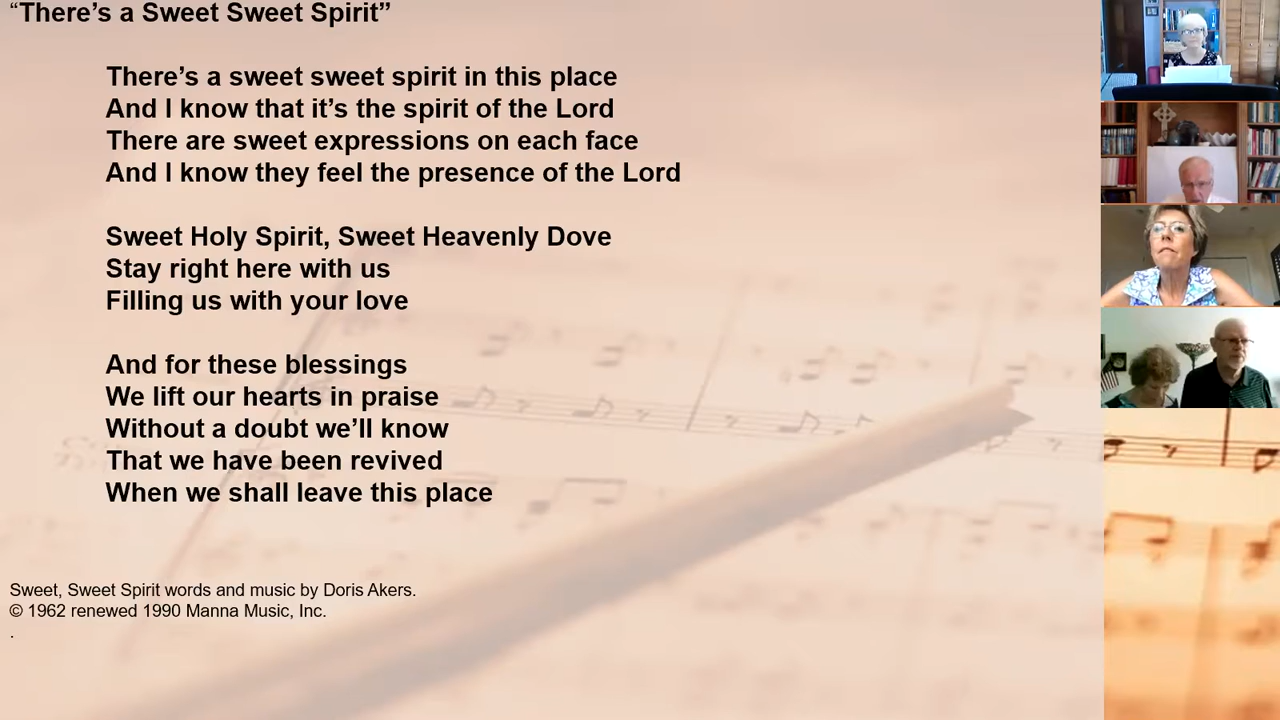 “There’s a Sweet Sweet Spirit”
There’s a sweet sweet spirit in this place
And I know that it’s the spirit of the Lord
There are sweet expressions on each face
And I know they feel the presence of the Lord
Sweet Holy Spirit, Sweet Heavenly Dove
Stay right here with us
Filling us with your love
And for these blessings
We lift our hearts in praise
Without a doubt we’ll know
That we have been revived
When we shall leave this place
Sweet, Sweet Spirit words and music by Doris Akers.
© 1962 renewed 1990 Manna Music, Inc.
.